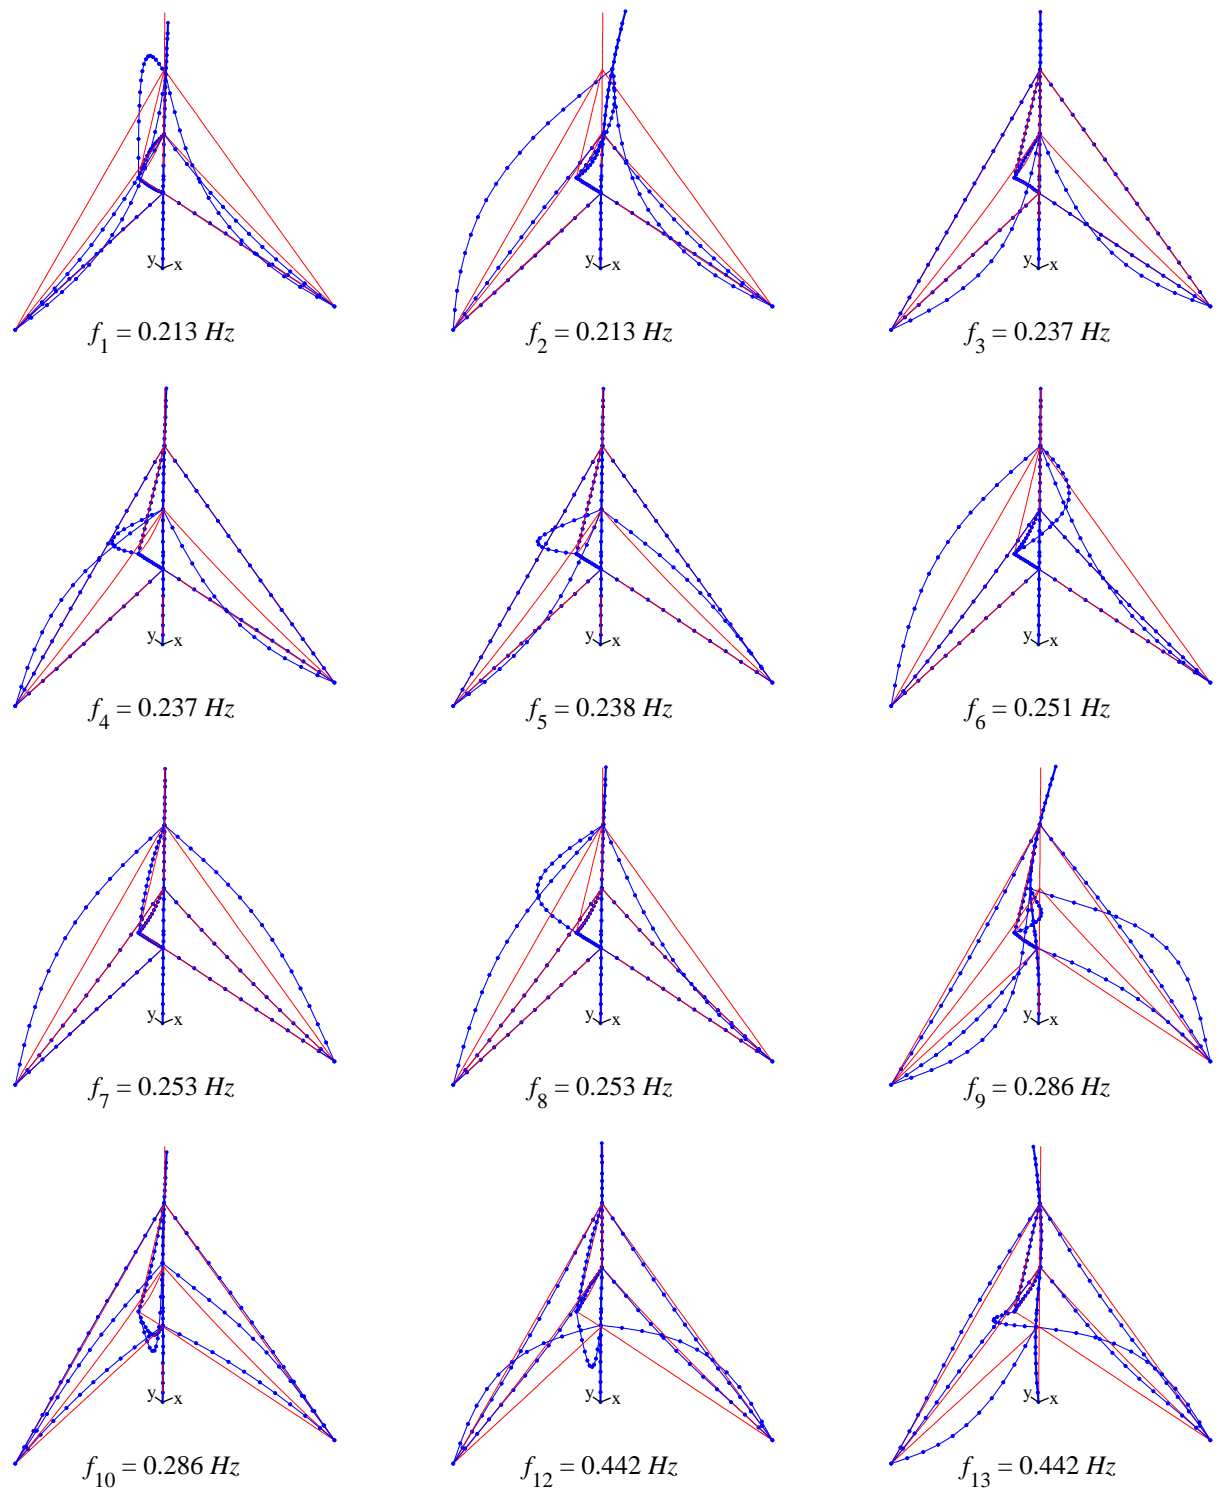 y x y x y x
f1 = 0.213 Hz f2 = 0.213 Hz f3 = 0.237 Hz
y x y x y x
f4 = 0.237 Hz f5 = 0.238 Hz f6 = 0.251 Hz
y x y x y x
f7 = 0.253 Hz f8 = 0.253 Hz f9 = 0.286 Hz
y x y x y x
f10 = 0.286 Hz f12 = 0.442 Hz f13 = 0.442 Hz